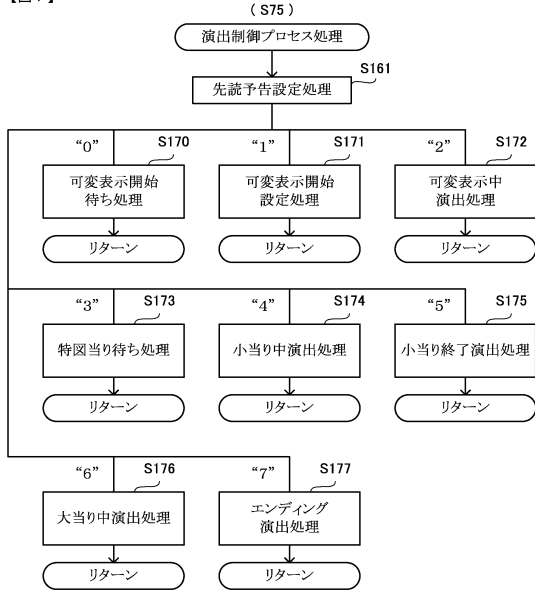 (S75)
演出制御プロセス処理
S161
先読予告設定処理
“0”
S170
可変表示開始
待ち処理
リターン
“1”
S171
可変表示開始
設定処理
リターン
“2”
S172
可変表示中
演出処理
リターン
“3”
S173
特図当り待ち処理
リターン
“4”
S174
小当り中演出処理
リターン
“5”
S175
小当り終了演出処理
リターン
“6”
S176
大当り中演出処理
リターン
“7”
S177
エンディング
演出処理
リターン